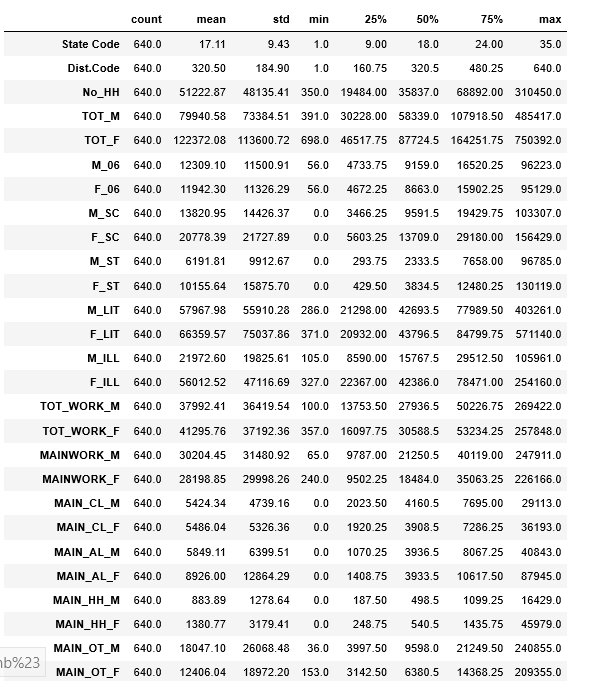 count mean std min 25% 50% 75% max
State Code 640.0 17.11 9.43 1.0 9.00 18.0 24.00 35.0
Dist.Code 640.0 320.50 184.90 1.0 160.75 320.5 480.25 640.0
No_HH 640.0 51222.87 48135.41 350.0 19484.00 35837.0 68892.00 310450.0
TOT_M 640.0 79940.58 73384.51 391.0 30228.00 58339.0 107918.50 485417.0
TOT_F 640.0 122372.08 113600.72 698.0 46517.75 87724.5 164251.75 750392.0
M_06 640.0 12309.10 11500.91 56.0 4733.75 9159.0 16520.25 96223.0
F_06 640.0 11942.30 11326.29 56.0 4672.25 8663.0 15902.25 95129.0
M_SC 640.0 13820.95 14426.37 0.0 3466.25 9591.5 19429.75 103307.0
F_SC 640.0 20778.39 21727.89 0.0 5603.25 13709.0 29180.00 156429.0
M_ST 640.0 6191.81 9912.67 0.0 293.75 2333.5 7658.00 96785.0
F_ST 640.0 10155.64 15875.70 0.0 429.50 3834.5 12480.25 130119.0
M_LIT 640.0 57967.98 55910.28 286.0 21298.00 42693.5 77989.50 403261.0
F_LIT 640.0 66359.57 75037.86 371.0 20932.00 43796.5 84799.75 571140.0
M_ILL 640.0 21972.60 19825.61 105.0 8590.00 15767.5 29512.50 105961.0
F_ILL 640.0 56012.52 47116.69 327.0 22367.00 42386.0 78471.00 254160.0
TOT_WORK_M 640.0 37992.41 36419.54 100.0 13753.50 27936.5 50226.75 269422.0
TOT_WORK_F 640.0 41295.76 37192.36 357.0 16097.75 30588.5 53234.25 257848.0
MAINWORK_M 640.0 30204.45 31480.92 65.0 9787.00 21250.5 40119.00 247911.0
MAINWORK_F 640.0 28198.85 29998.26 240.0 9502.25 18484.0 35063.25 226166.0
MAIN_CL_M 640.0 5424.34 4739.16 0.0 2023.50 4160.5 7695.00 29113.0
MAIN_CL_F 640.0 5486.04 5326.36 0.0 1920.25 3908.5 7286.25 36193.0
MAIN_AL_M 640.0 5849.11 6399.51 0.0 1070.25 3936.5 8067.25 40843.0
MAIN_AL_F 640.0 8926.00 12864.29 0.0 1408.75 3933.5 10617.50 87945.0
MAIN_HH_M 640.0 883.89 1278.64 0.0 187.50 498.5 1099.25 16429.0
MAIN_HH_F 640.0 1380.77 3179.41 0.0 248.75 540.5 1435.75 45979.0
MAIN_OT_M 640.0 18047.10 26068.48 36.0 3997.50 9598.0 21249.50 240855.0
nb%23
MAIN_OT_F 640.0 12406.04 18972.20 153.0 3142.50 6380.5 14368.25 209355.0